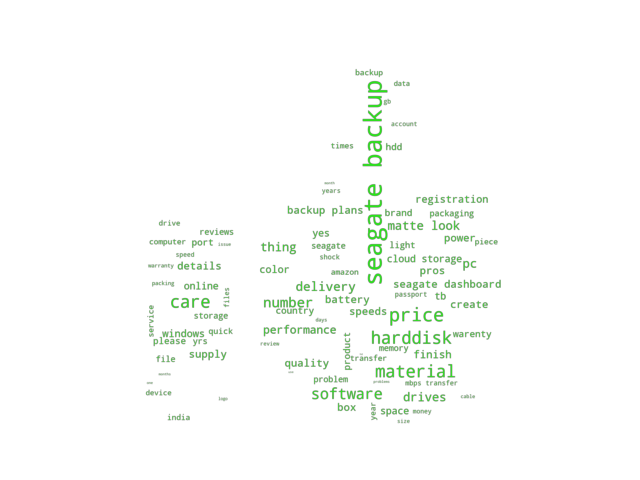 backup
data
gb
seagate backup
account
times
hdd
month
years
registration
backup plans
brand
packaging
drive
matte look
reviews
yes
computer
port
issue
thing
seagate
light
power
piece
speed
shock
cloud storage
warranty
details
color
amazon
pros
pc
packing
online
delivery
seagate dashboard
files
passport
tb
care
number
battery
create
storage
country
speeds
price
service
days
windows
quick
performance
harddisk
warenty
please yrs
product
review
memory
file
supply
transfer
finish
quality
months
material
problem
problems
mbps transfer
device
software
drives
cable
logo
box
year
space
money
india
size